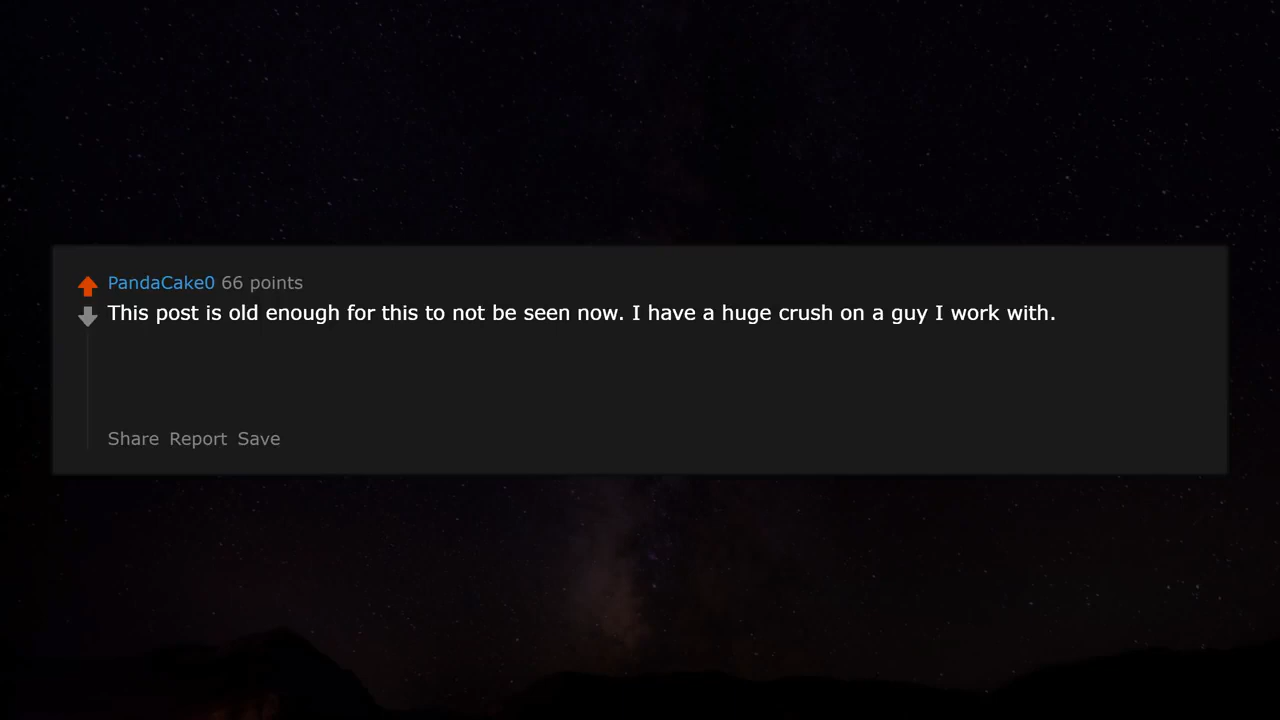 PandaCake0 66 points
This post is old enough for this to not be seen now. I have a huge crush on a guy I work with.
Share Report Save